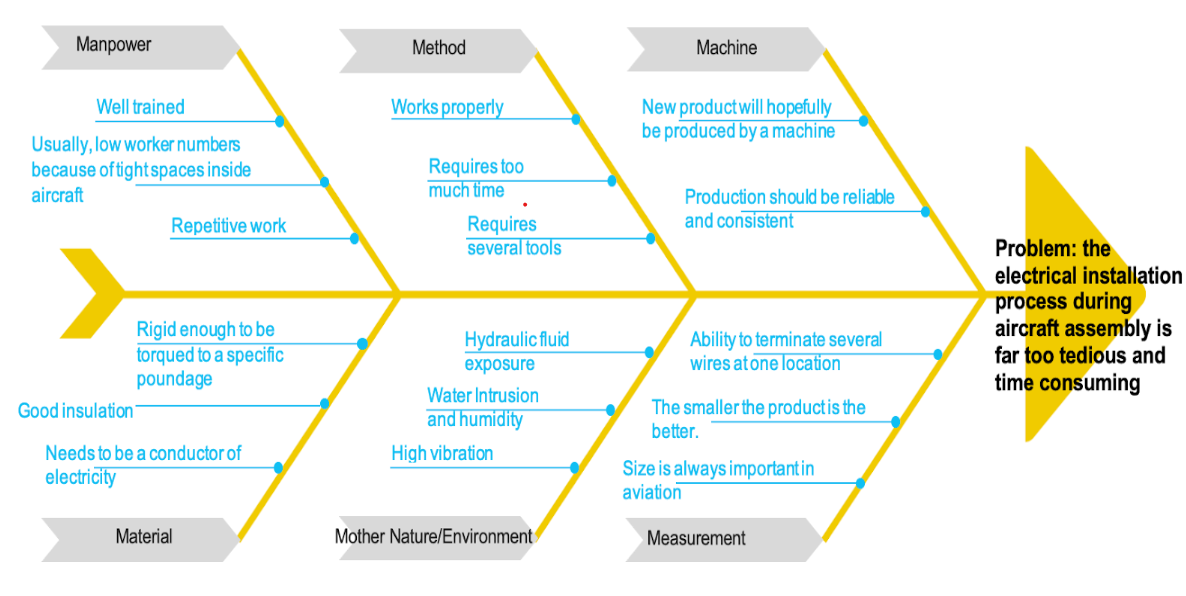 Manpower
Well trained
Usually, low worker numbers
because of tight spaces inside
aircraft
Repetitive work
Method
Works properly
Requires too
much time
Requires
several tools
Machine
New product will hopefully
be produced by a machine
Production should be reliable
and consistent
Problem: the
electrical installation
process during
aircraft assembly is
far too tedious and
time consuming
Rigid enough to be
torqued to a specific
poundage
Good insulation
Needs to be a conductor of
electricity
Material
Hydraulic fluid
exposure
Water Intrusion
and humidity
High vibration
Mother Nature/Environment
Ability to terminate several
wires at one location
The smaller the product is the
better.
Size is always important in
aviation
Measurement